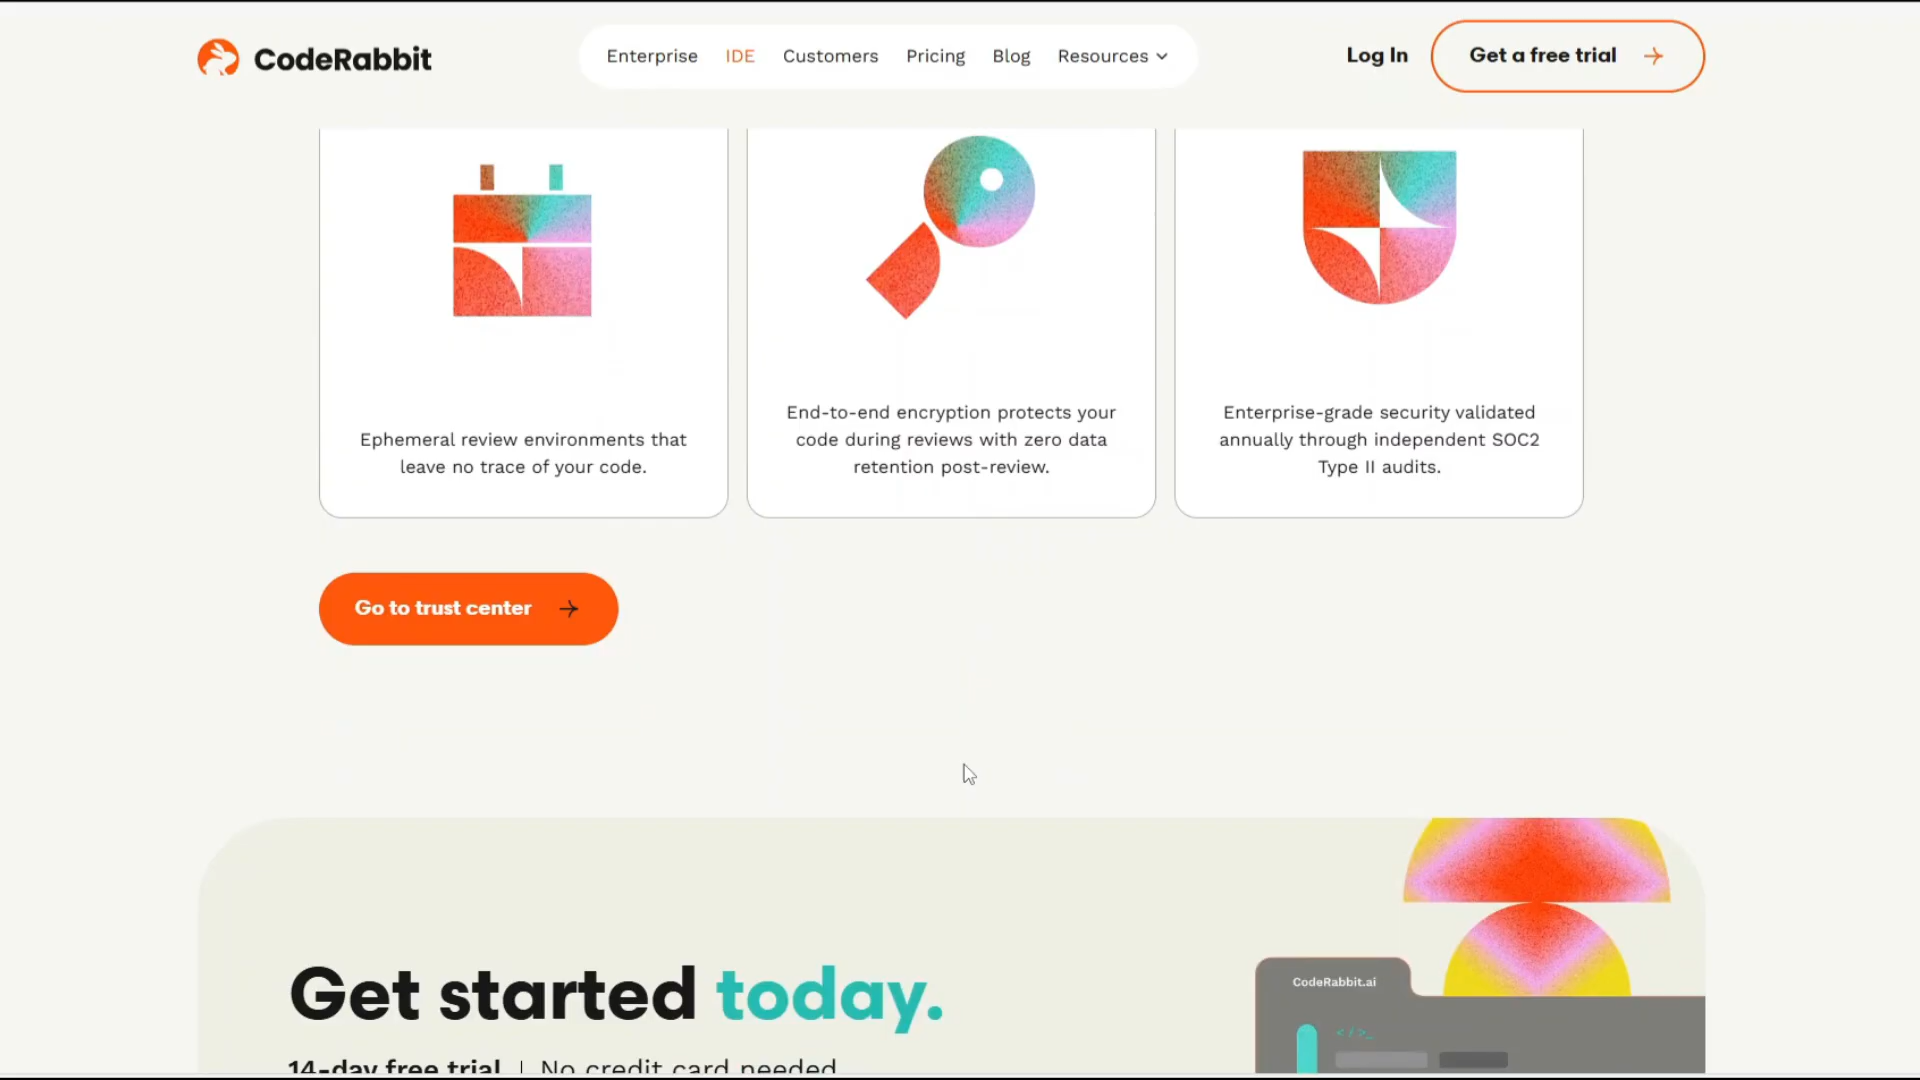 CodeRabbit
Enterprise IDE Customers Pricing Blog Resources
Log In
Get a free trial
Ephemeral review environments that
leave no trace of your code.
End-to-end encryption protects your
code during reviews with zero data
retention post-review.
Enterprise-grade security validated
annually through independent SOC2
Type II audits.
Go to trust center
Get started today.
14-day free trial | No credit card needed
CodeRabbit.ai